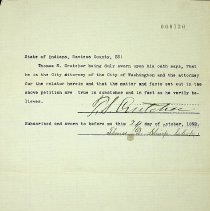 State of Indiana, Daviess County, SS:
Thomas S. Crutcher being duly sworn upon his oath says, that
he is the City Attorney of the City of Washington and the attorney
for the relator herein and that the matter and facts set out in the
above petition are true in substance and in fact as he verily be-
lieves.
Subscribed and sworn to before me this day of October, 1892.